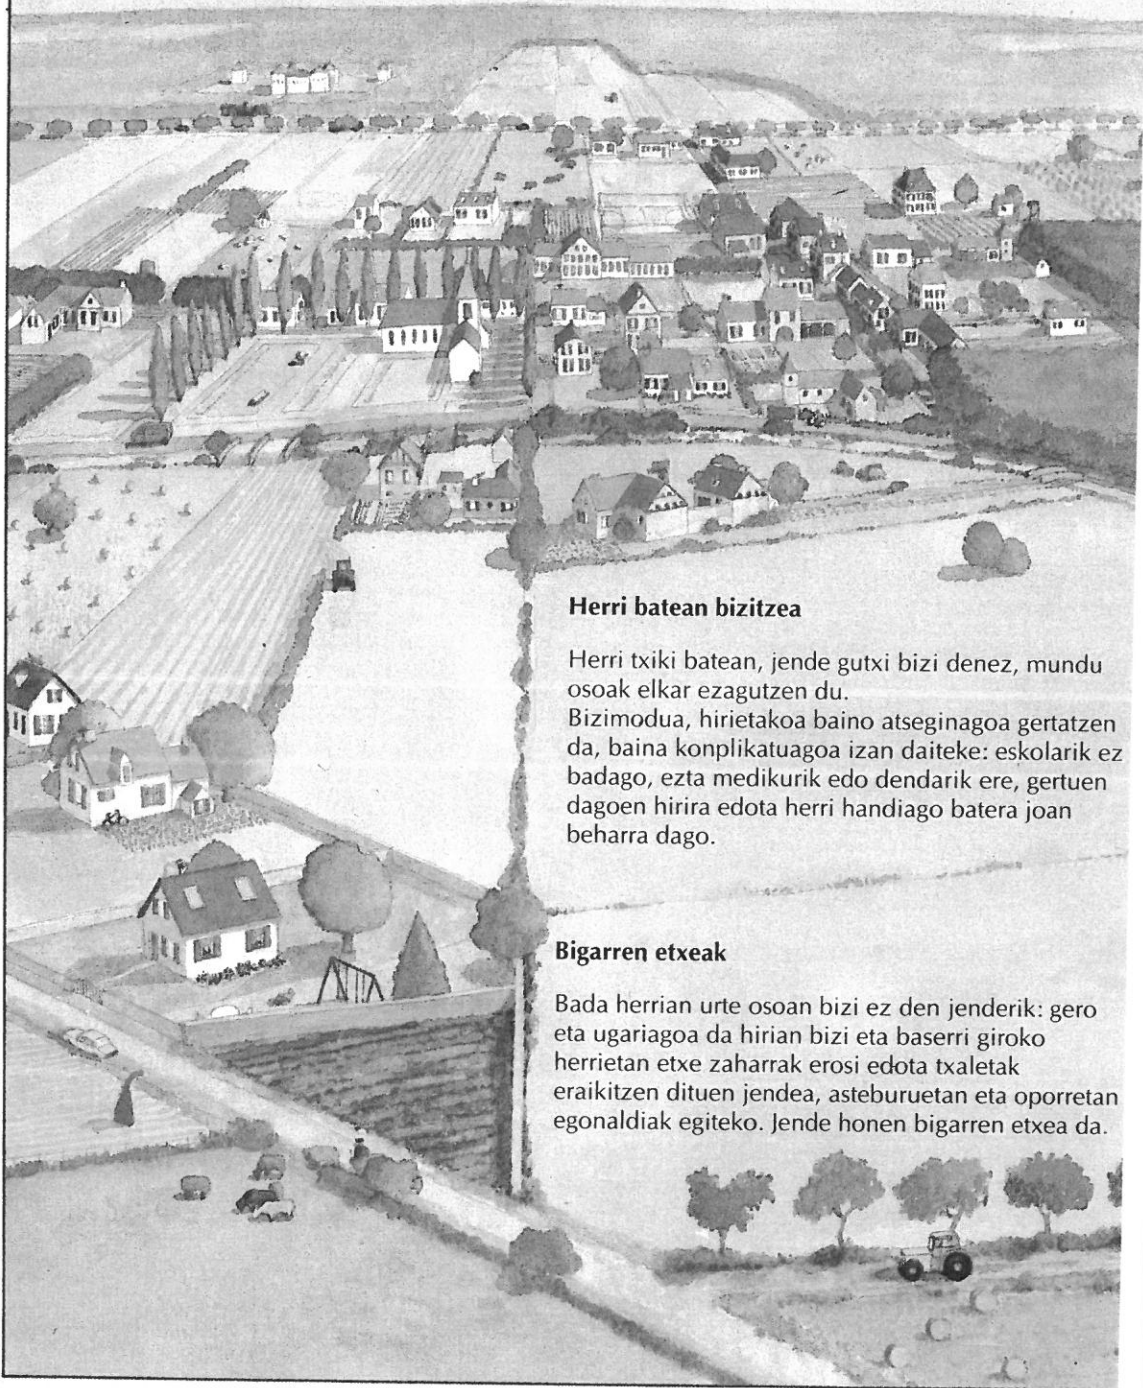 Herri batean bizitzea
Herri txiki batean, jende gutxi bizi denez, mundu
osoak elkar ezagutzen du.
Bizimodua, hirietakoa baino atseginagoa gertatzen
da, baina konplikatuagoa izan daiteke: eskolarik ez
badago, ezta medikurik edo dendarik ere, gertuen
dagoen hirira edota herri handiago batera joan
beharra dago.
Bigarren etxeak
Bada herrian urte osoan bizi ez den jenderik: gero
eta ugariagoa da hirian bizi eta baserri giroko
herrietan etxe zaharrak erosi edota txaletak
eraikitzen dituen jendea, asteburuetan eta oporretan
egonaldiak egiteko. Jende honen bigarren etxea da.